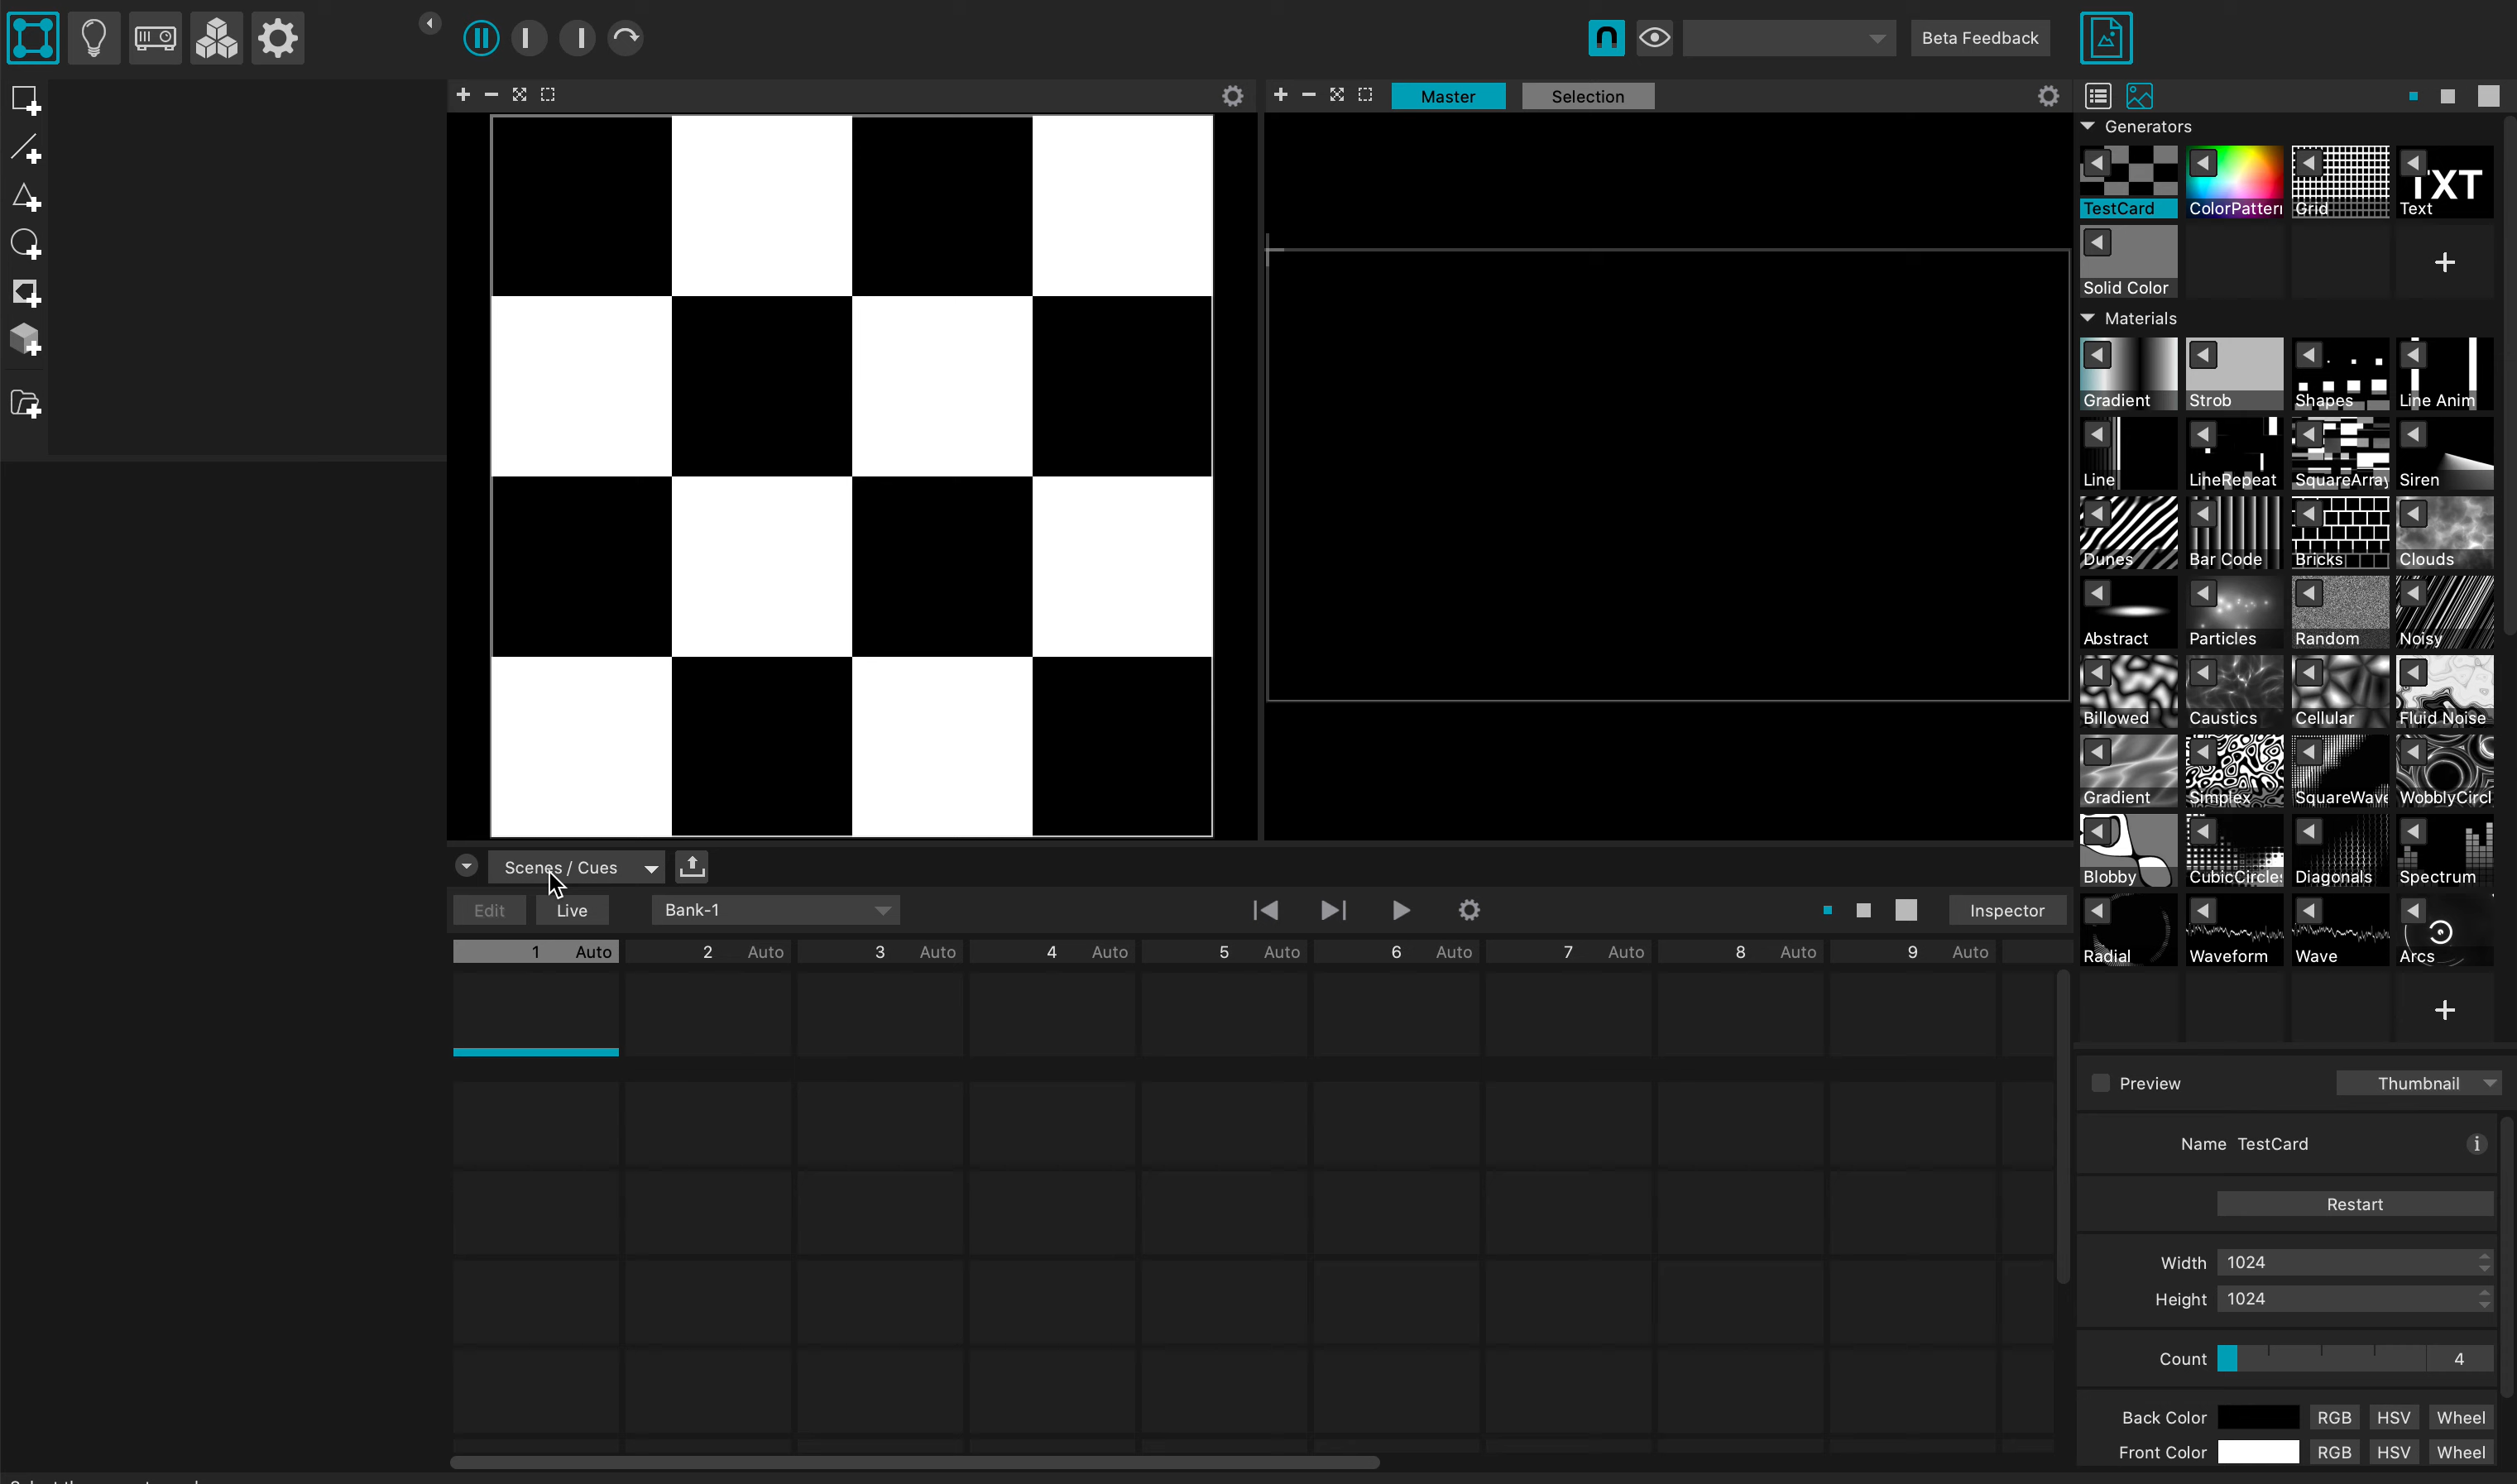 Beta Feedback
Master
Selection
Generators
TestCard
ColorPatter
Grid
TXT
Text
Solid Color
Materials
Gradient
Strob
Shapes
Line Anim
Line
LineRepeat
SquareArray
Siren
Dunes
Bar Code
Bricks
Clouds
Abstract
Particles
Random
Noisy
Billowed
Caustics
Cellular
Fluid Noise
Gradient
Simplex
SquareWave
WobblyCircl
Blobby
CubicCircles
Diagonals
Spectrum
Radial
Waveform
Wave
Arcs
Scenes / Cues
Edit
Live
Bank-1
Inspector
1 Auto
2 Auto
3 Auto
4 Auto
5 Auto
6 Auto
7 Auto
8 Auto
9 Auto
Preview
Thumbnail
Name TestCard
Restart
Width 1024
Height 1024
Count 4
Back Color RGB HSV Wheel
Front Color RGB HSV Wheel